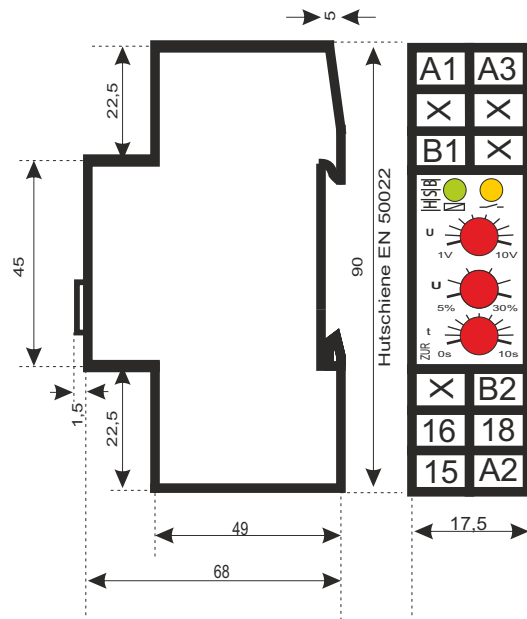 5
22,5
45
1,5
22,5
90
Hutschiene EN 50022
49
68
A1 A3
X X
B1 X
HSB
U
1V 10V
U
5% 30%
t
ZUR 0s 10s
X B2
16 18
15 A2
17,5